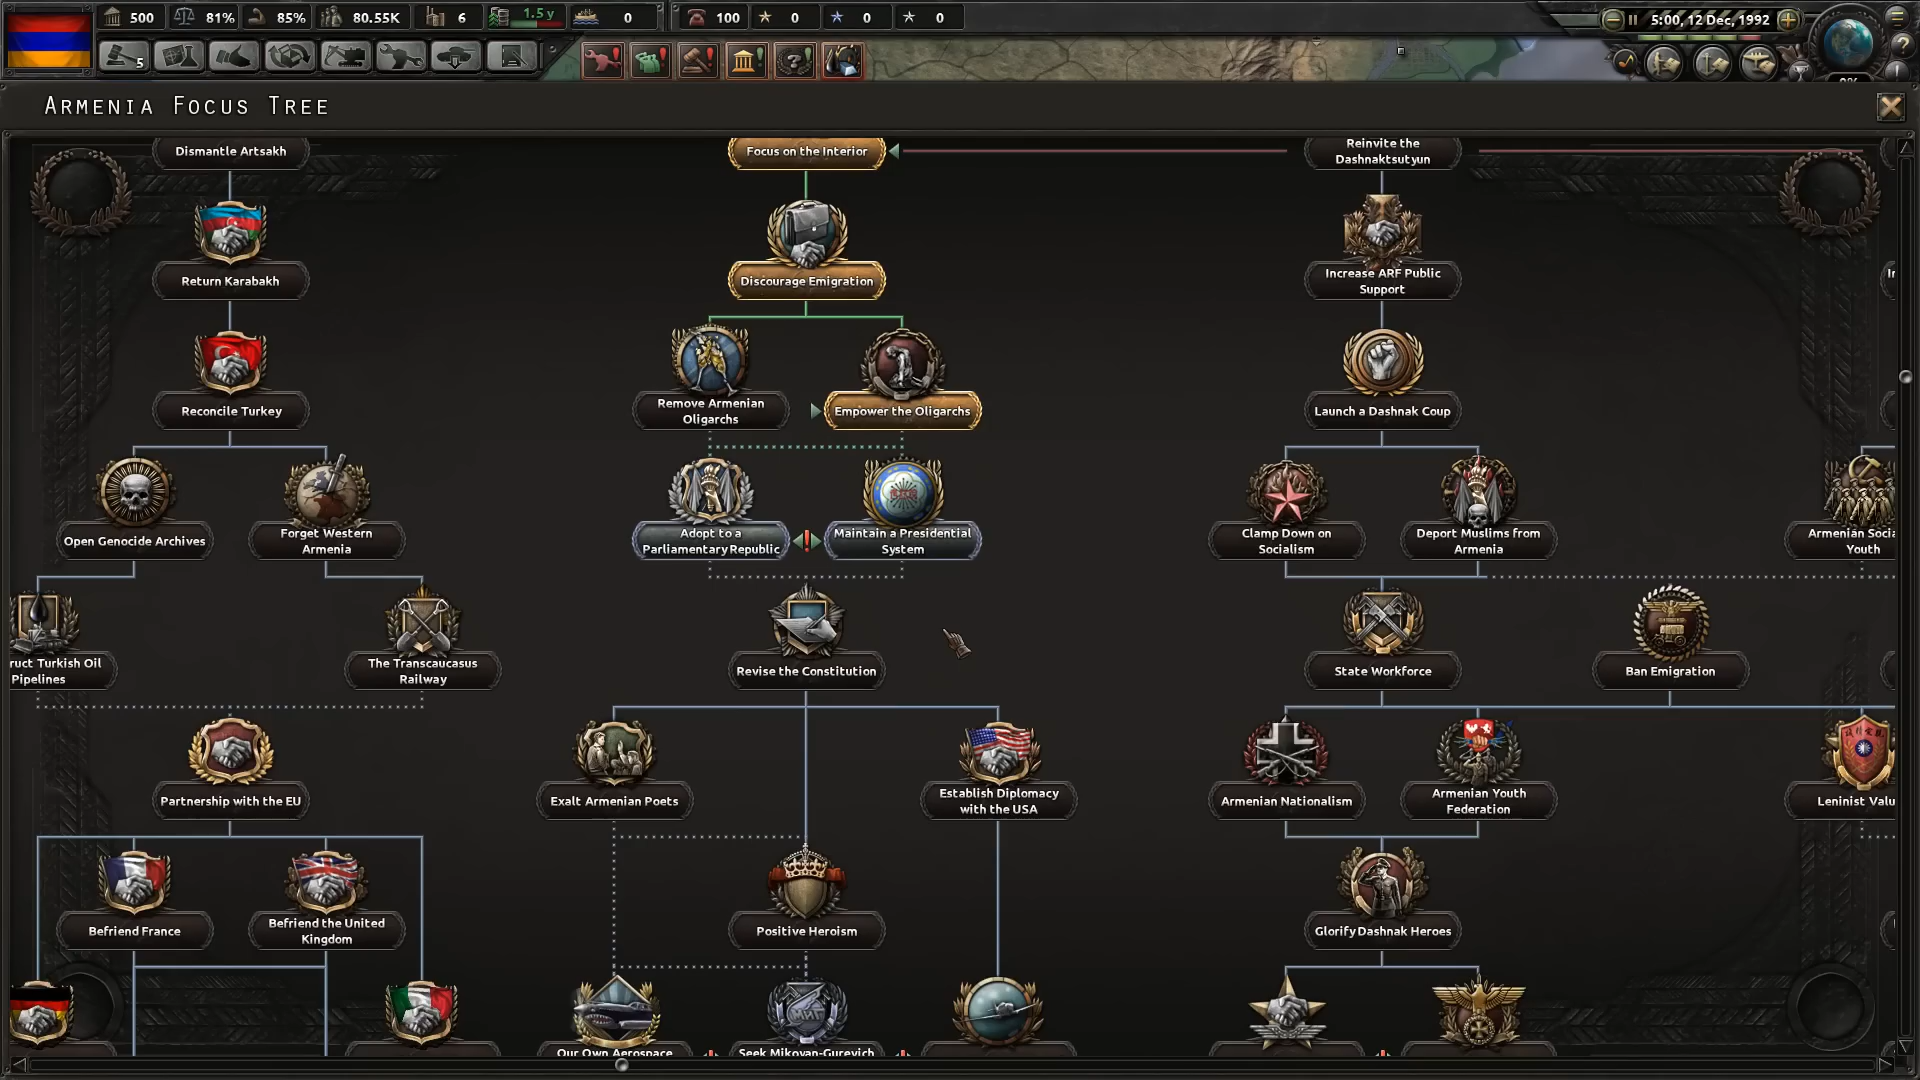 500
81%
85%
80.55K
6
1.5 y
0
100
0
0
0
5:00, 12 Dec, 1992
5
ARMENIA FOCUS TREE
Dismantle Artsakh
Focus on the Interior
Reinvite the
Dashnaktsutyun
Return Karabakh
Discourage Emigration
Increase ARF Public
Support
Reconcile Turkey
Remove Armenian
Oligarchs
Empower the Oligarchs
Launch a Dashnak Coup
Open Genocide Archives
Forget Western
Armenia
Adopt to a
Parliamentary Republic
Maintain a Presidential
System
Clamp Down on
Socialism
Deport Muslims from
Armenia
Armenian Socia
Youth
ruct Turkish Oil
Pipelines
The Transcaucasus
Railway
Revise the Constitution
State Workforce
Ban Emigration
Partnership with the EU
Exalt Armenian Poets
Establish Diplomacy
with the USA
Armenian Nationalism
Armenian Youth
Federation
Leninist Valu
Befriend France
Befriend the United
Kingdom
Positive Heroism
Glorify Dashnak Heroes
Our Own Aerospace
Seek Mikoyan-Gurevich